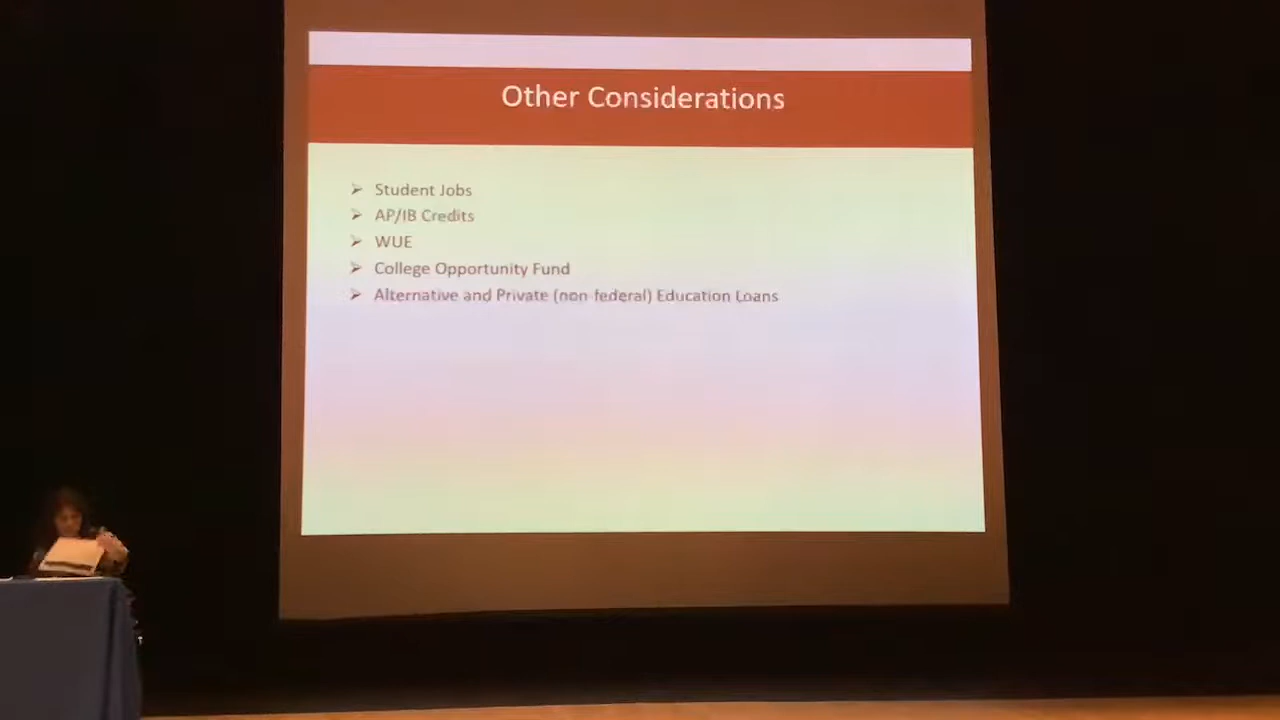 Other Considerations
➢ Student Jobs
➢ AP/IB Credits
➢ WUE
➢ College Opportunity Fund
➢ Alternative and Private (non-federal) Education Loans